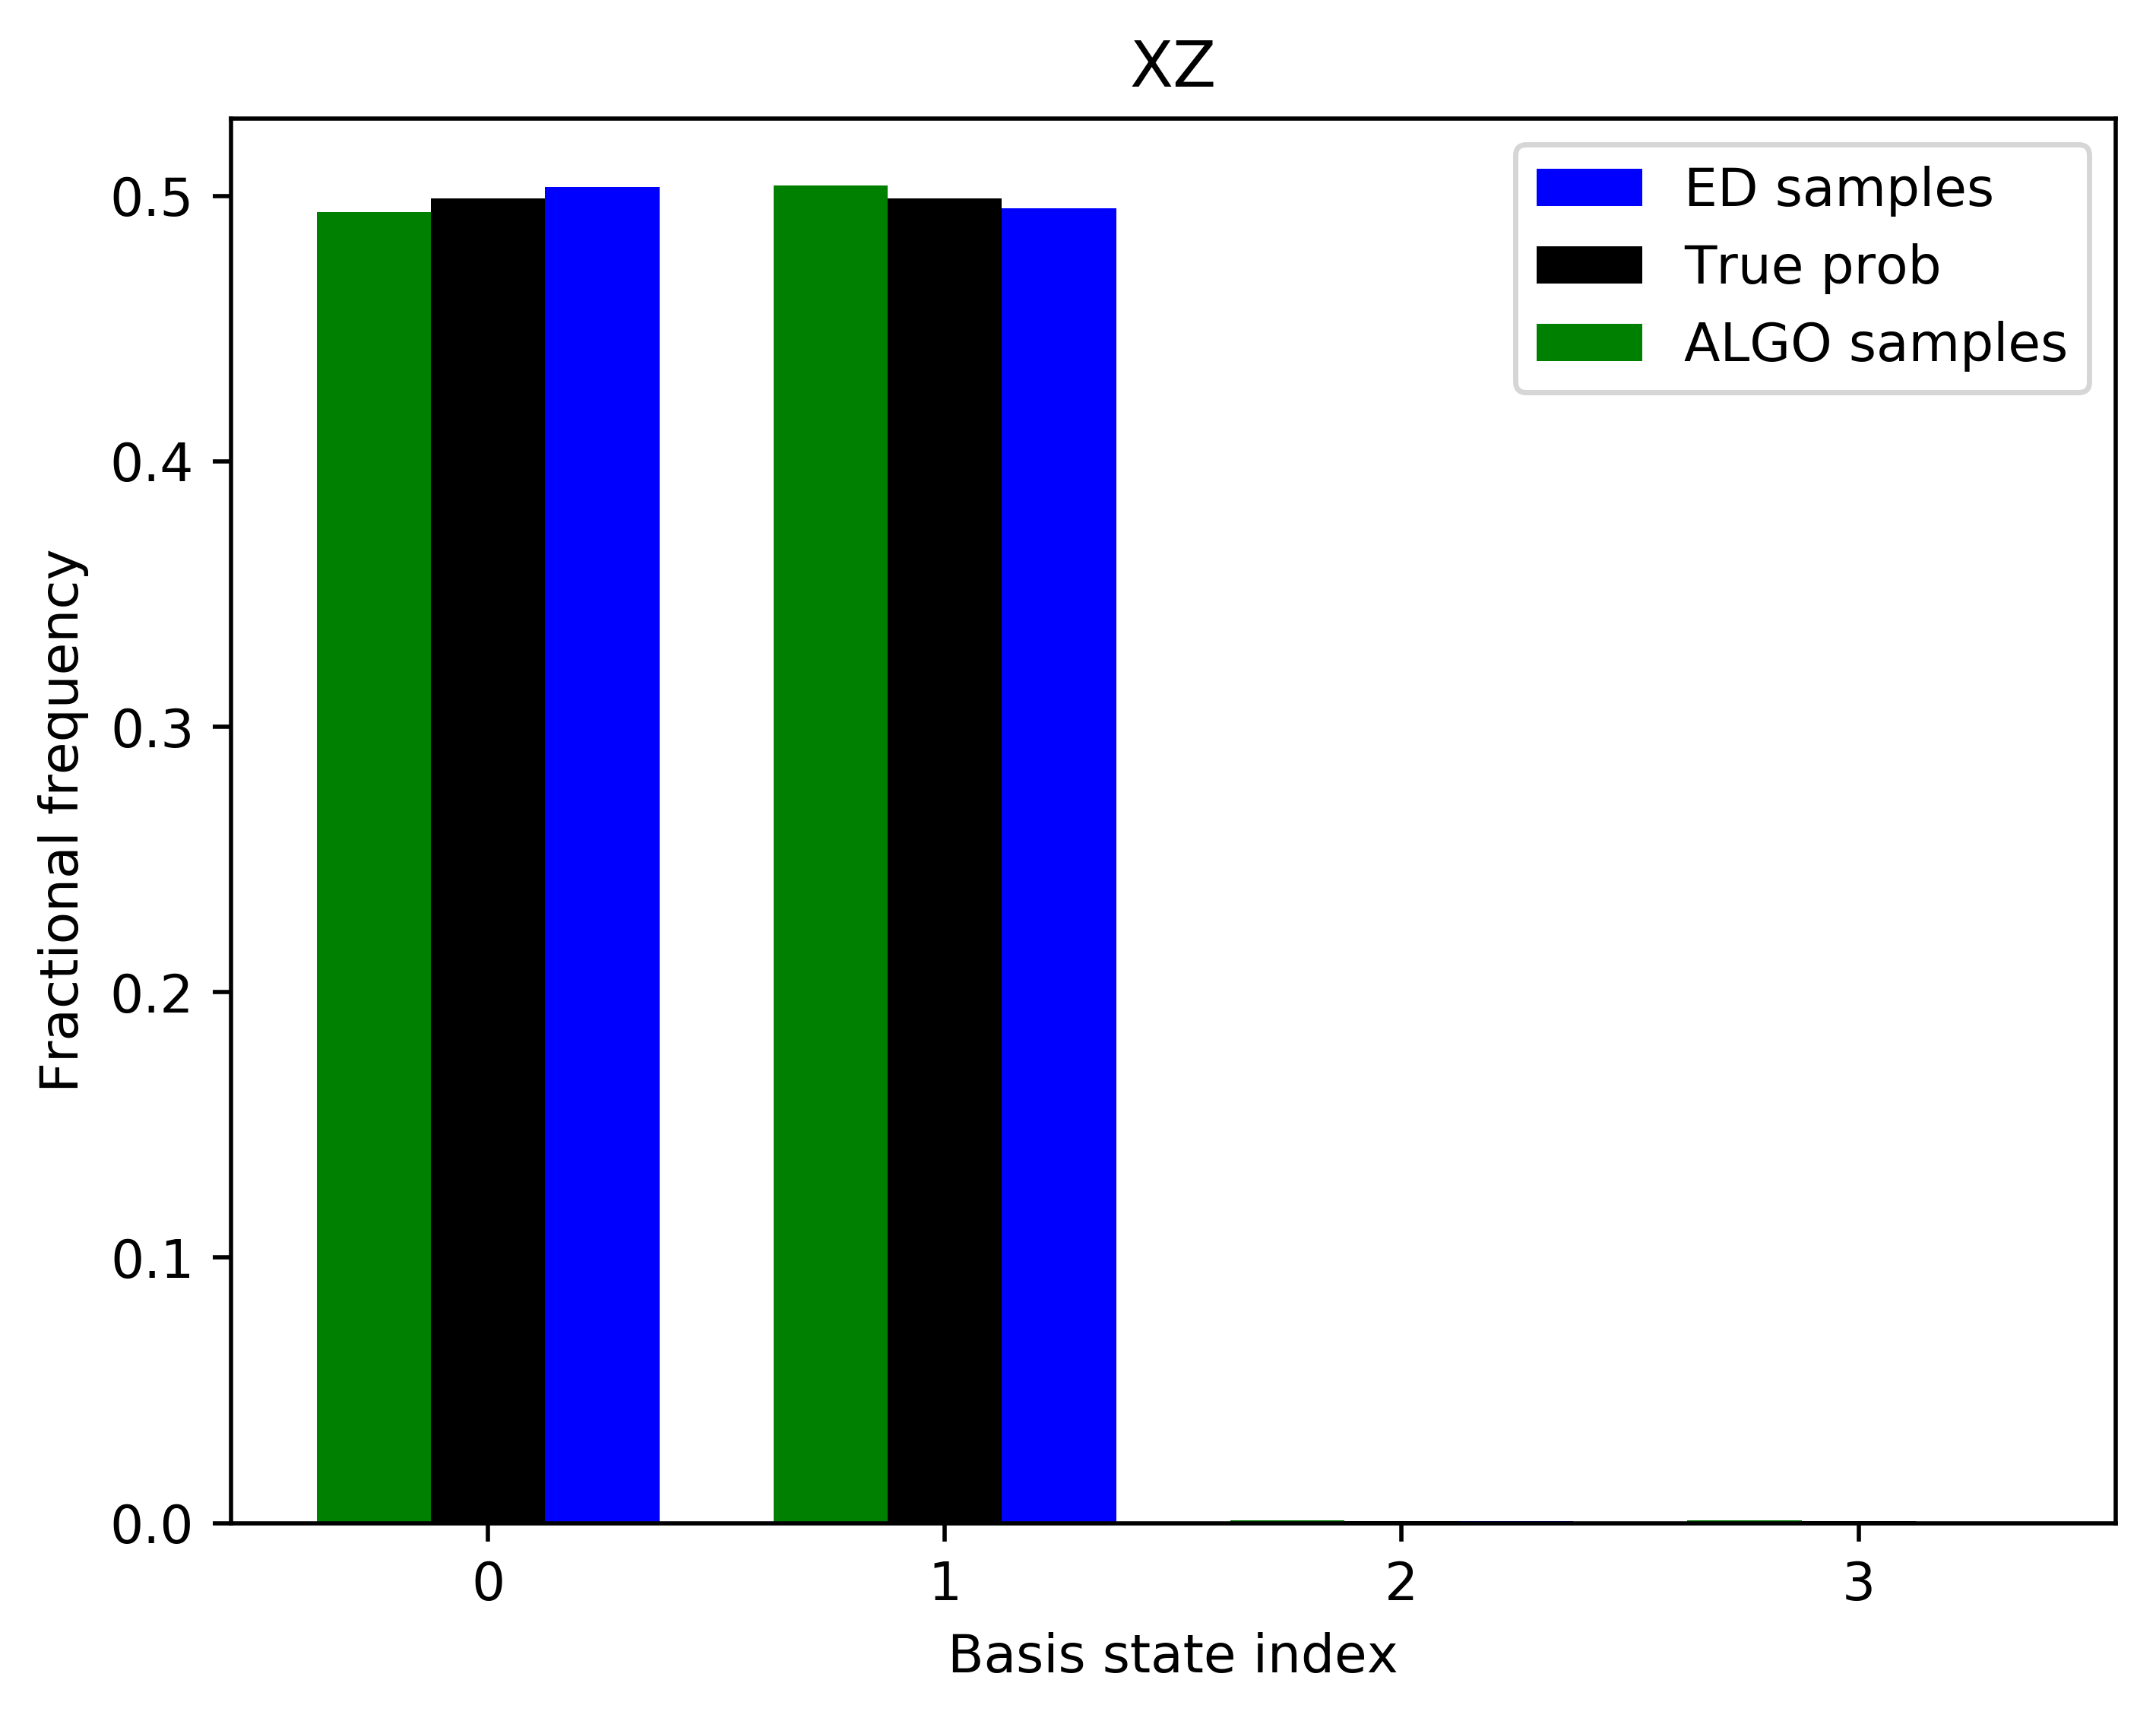 XZ
ED samples
True prob
ALGO samples
Fractional frequency
0.5
0.4
0.3
0.2
0.1
0.0
0 1 2 3
Basis state index